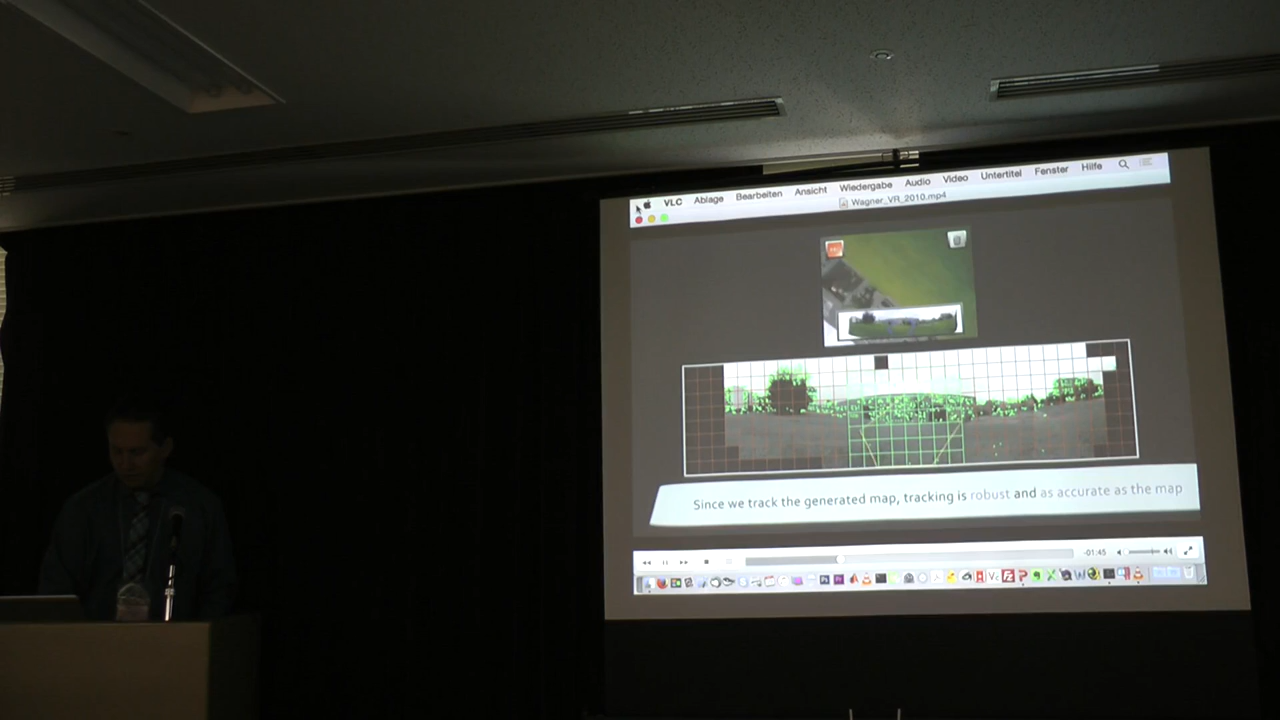 VLC Ablage Bearbeiten Ansicht Wiedergabe Audio Video Untertitel Fenster Hilfe
Wagner_VR_2010.mp4
Since we track the generated map, tracking is robust and as accurate as the map
-01:45